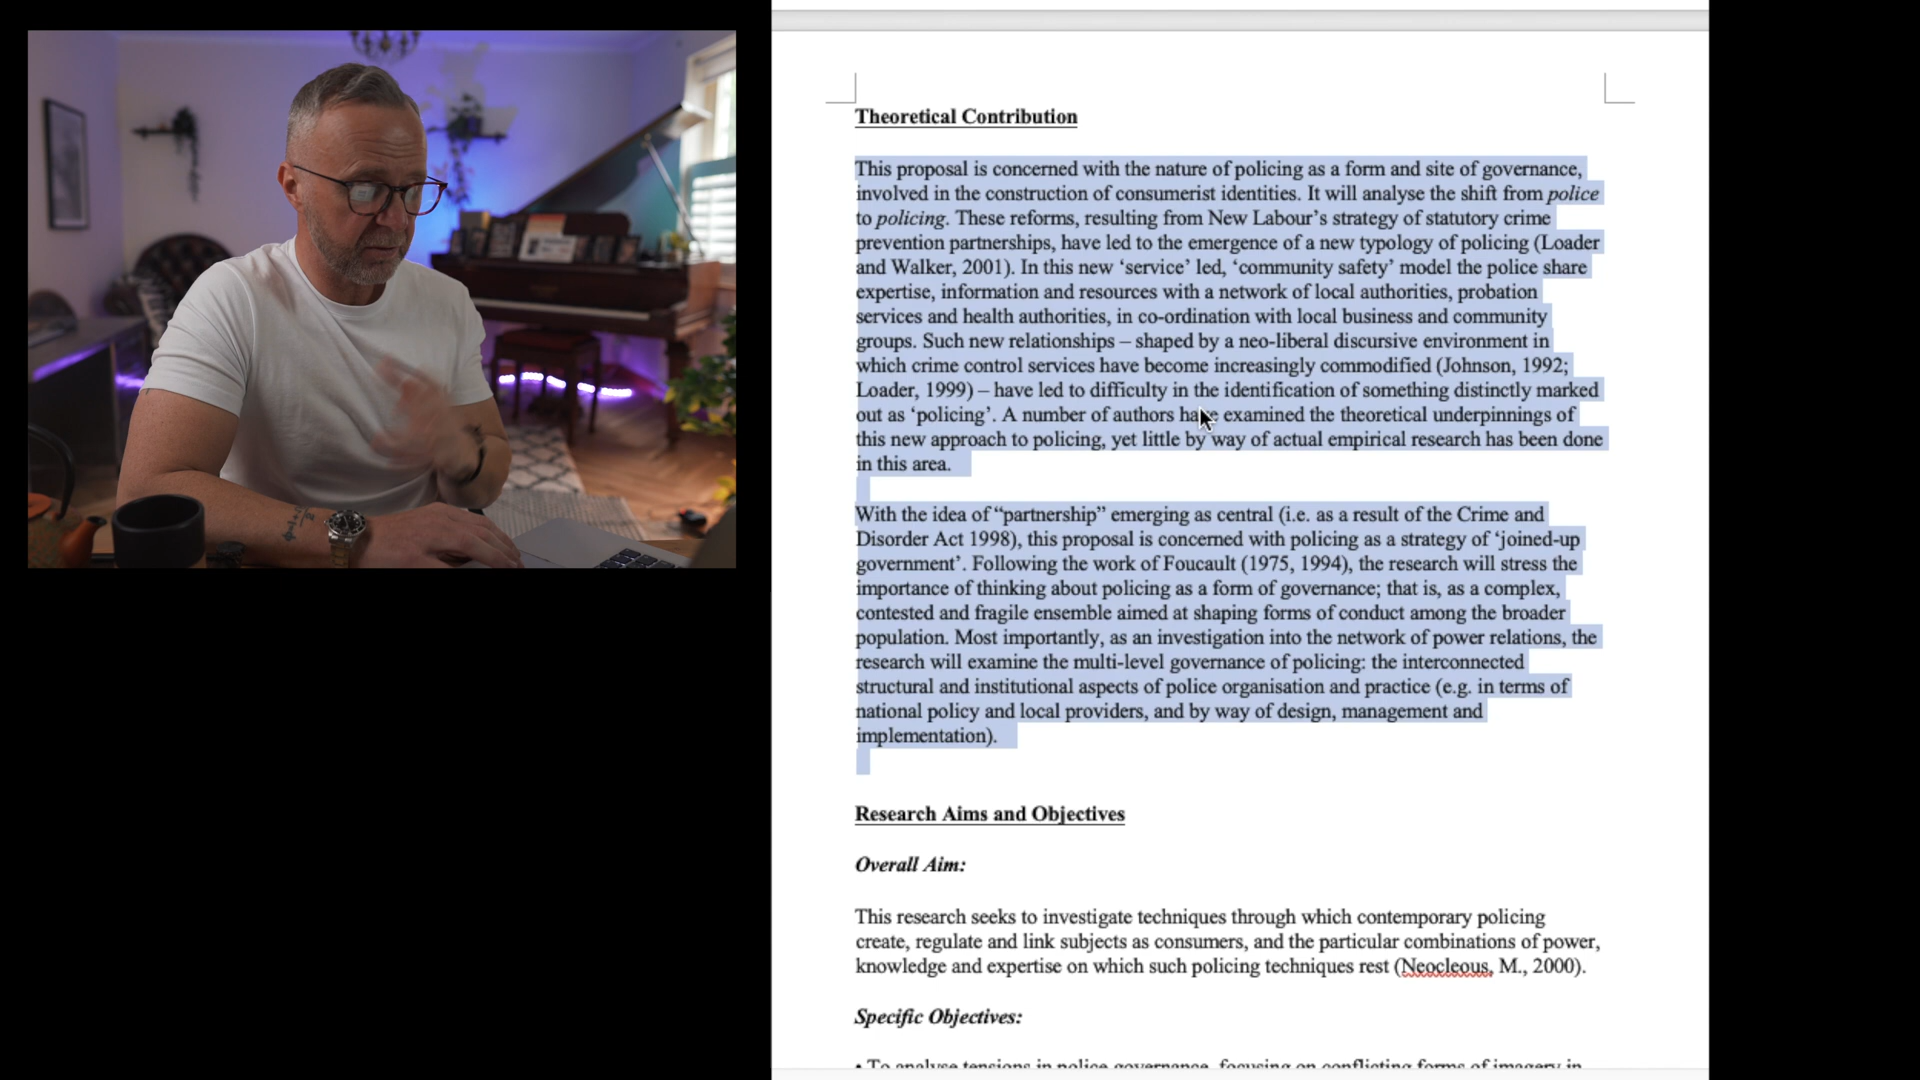 Theoretical Contribution
This proposal is concerned with the nature of policing as a form and site of governance,
involved in the construction of consumerist identities. It will analyse the shift from police
to policing. These reforms, resulting from New Labour’s strategy of statutory crime
prevention partnerships, have led to the emergence of a new typology of policing (Loader
and Walker, 2001). In this new ‘service’ led, ‘community safety’ model the police share
expertise, information and resources with a network of local authorities, probation
services and health authorities, in co-ordination with local business and community
groups. Such new relationships – shaped by a neo-liberal discursive environment in
which crime control services have become increasingly commodified (Johnson, 1992;
Loader, 1999) – have led to difficulty in the identification of something distinctly marked
out as ‘policing’. A number of authors have examined the theoretical underpinnings of
this new approach to policing, yet little by way of actual empirical research has been done
in this area.
With the idea of “partnership” emerging as central (i.e. as a result of the Crime and
Disorder Act 1998), this proposal is concerned with policing as a strategy of ‘joined-up
government’. Following the work of Foucault (1975, 1994), the research will stress the
importance of thinking about policing as a form of governance; that is, as a complex,
contested and fragile ensemble aimed at shaping forms of conduct among the broader
population. Most importantly, as an investigation into the network of power relations, the
research will examine the multi-level governance of policing: the interconnected
structural and institutional aspects of police organisation and practice (e.g. in terms of
national policy and local providers, and by way of design, management and
implementation).
Research Aims and Objectives
Overall Aim:
This research seeks to investigate techniques through which contemporary policing
create, regulate and link subjects as consumers, and the particular combinations of power,
knowledge and expertise on which such policing techniques rest (Neocleous, M., 2000).
Specific Objectives:
• To analyse tensions in police governance, focusing on conflicting forms of imagery in